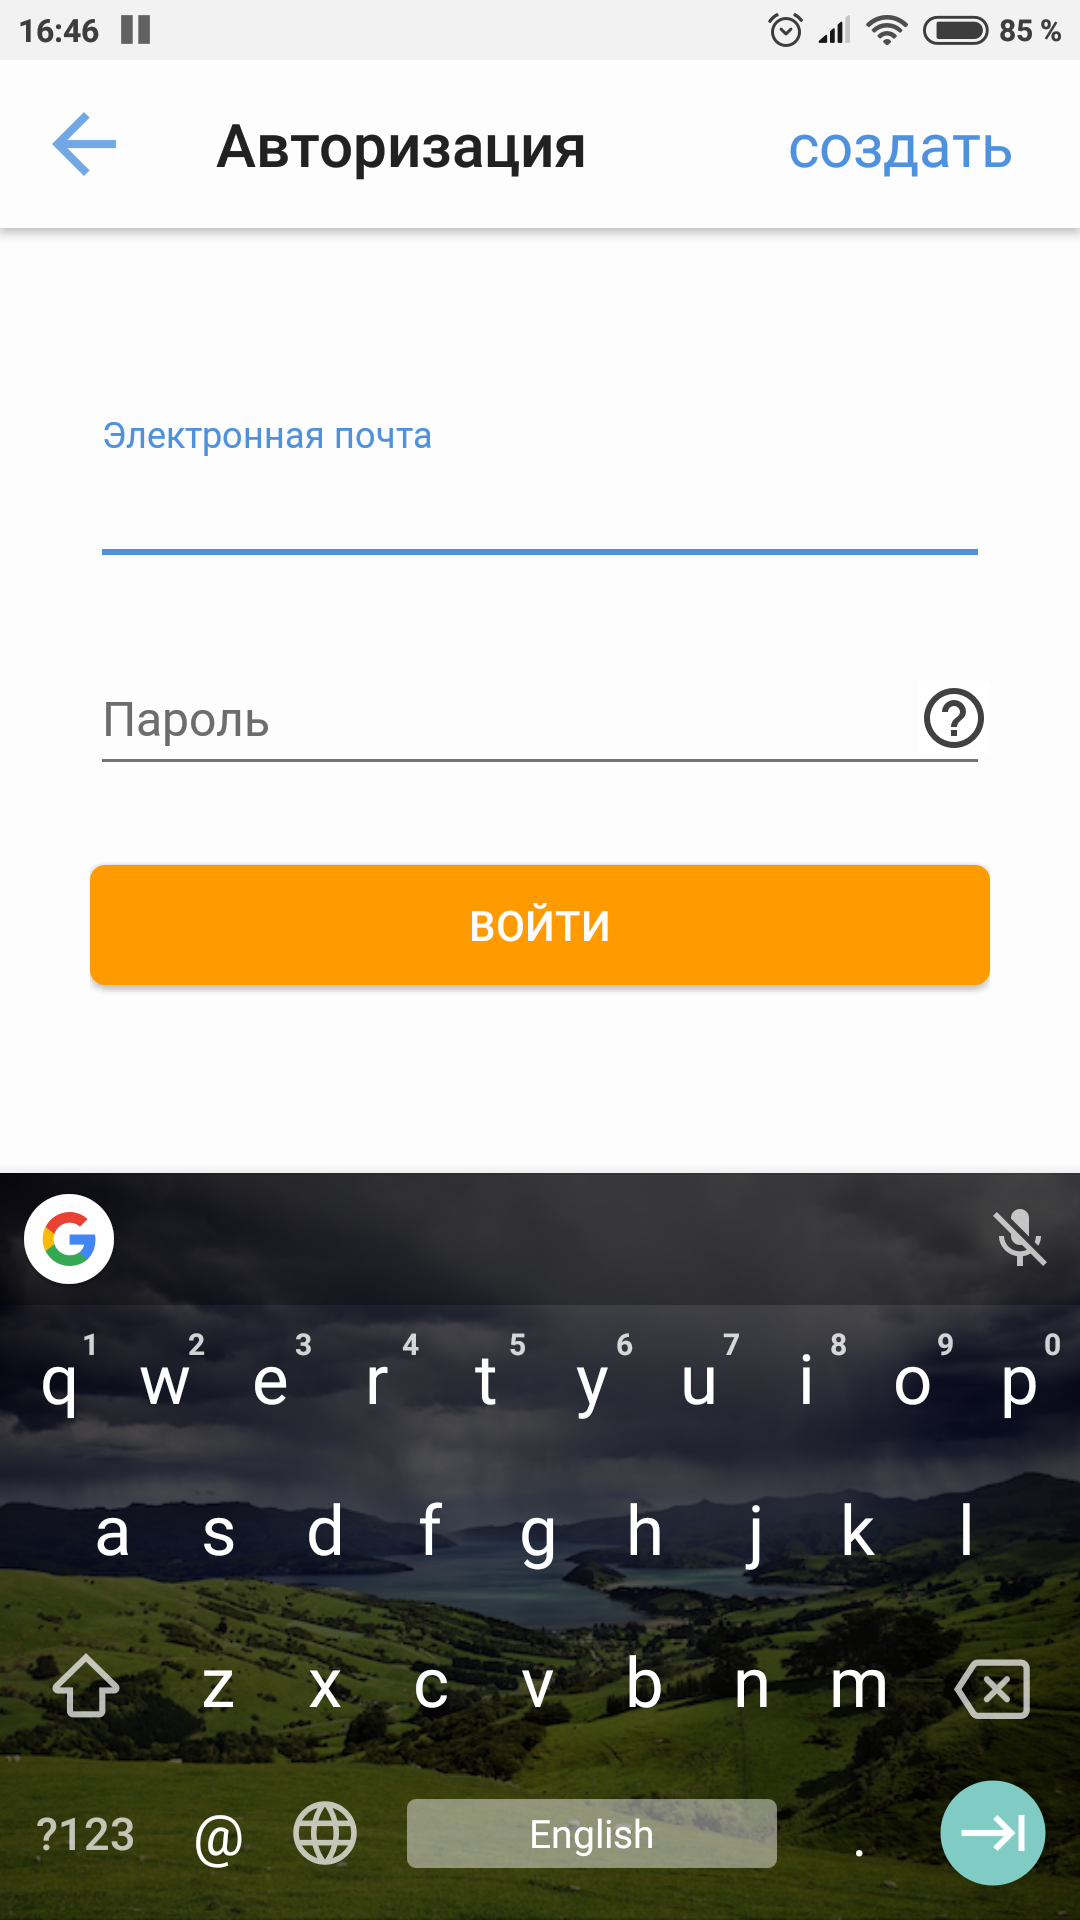 16:46 85 %
Авторизация создать
Электронная почта
Пароль
ВОЙТИ
1 2 3 4 5 6 7 8 9 0
q w e r t y u i o p
a s d f g h j k l
z x c v b n m
?123 @ English .